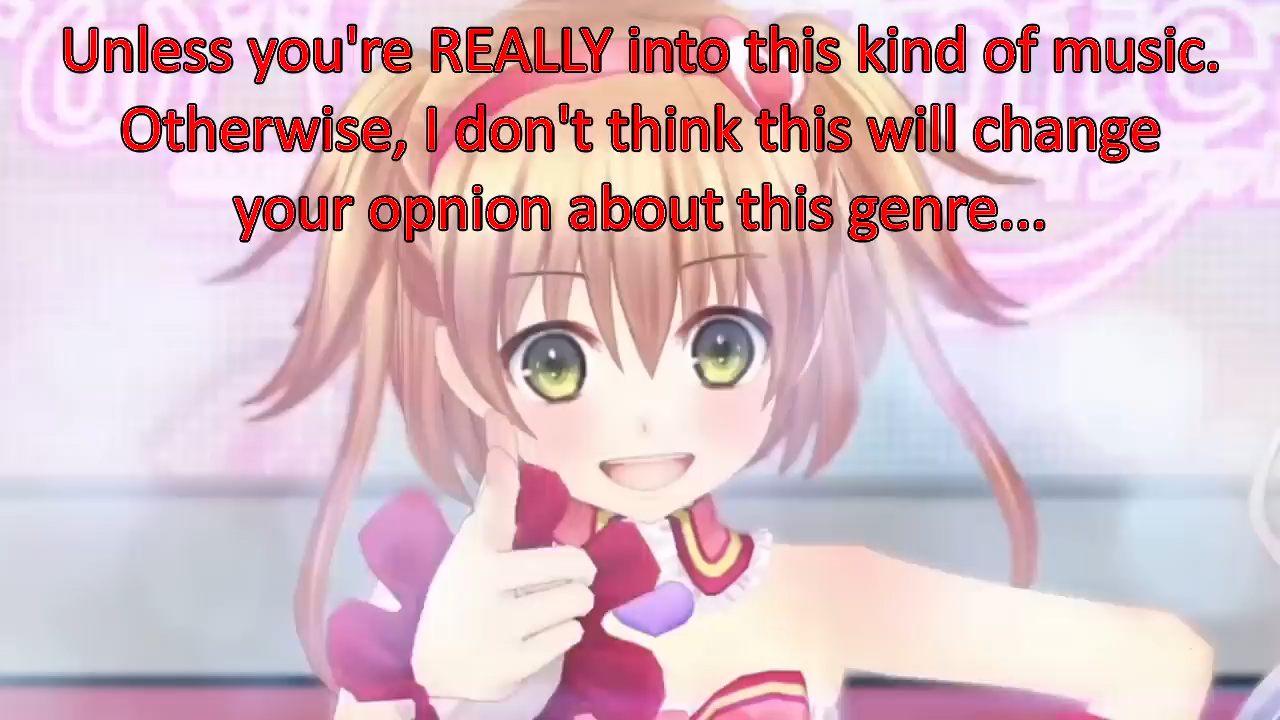 Unless you're REALLY into this kind of music.
Otherwise, I don't think this will change
your opnion about this genre...